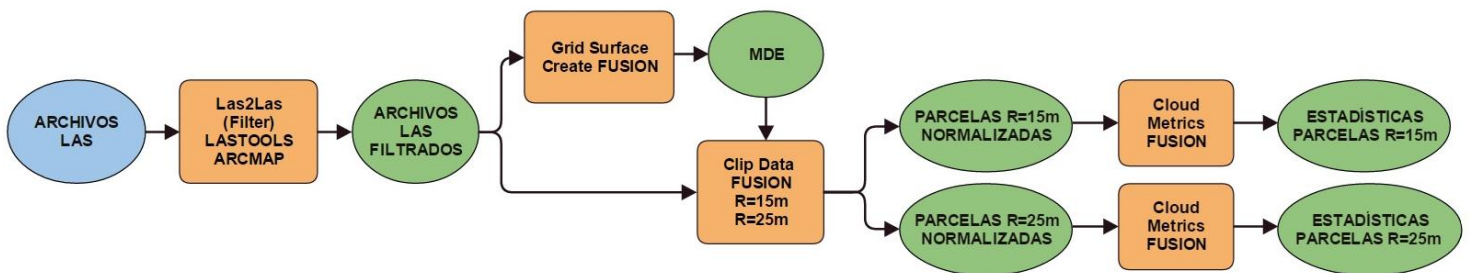 ARCHIVOS
LAS
Las2Las
(Filter)
LASTOOLS
ARCMAP
ARCHIVOS
LAS
FILTRADOS
Grid Surface
Create FUSION
MDE
Clip Data
FUSION
R=15m
R=25m
PARCELAS R=15m
NORMALIZADAS
Cloud
Metrics
FUSION
ESTADÍSTICAS
PARCELAS R=15m
PARCELAS R=25m
NORMALIZADAS
Cloud
Metrics
FUSION
ESTADÍSTICAS
PARCELAS R=25m